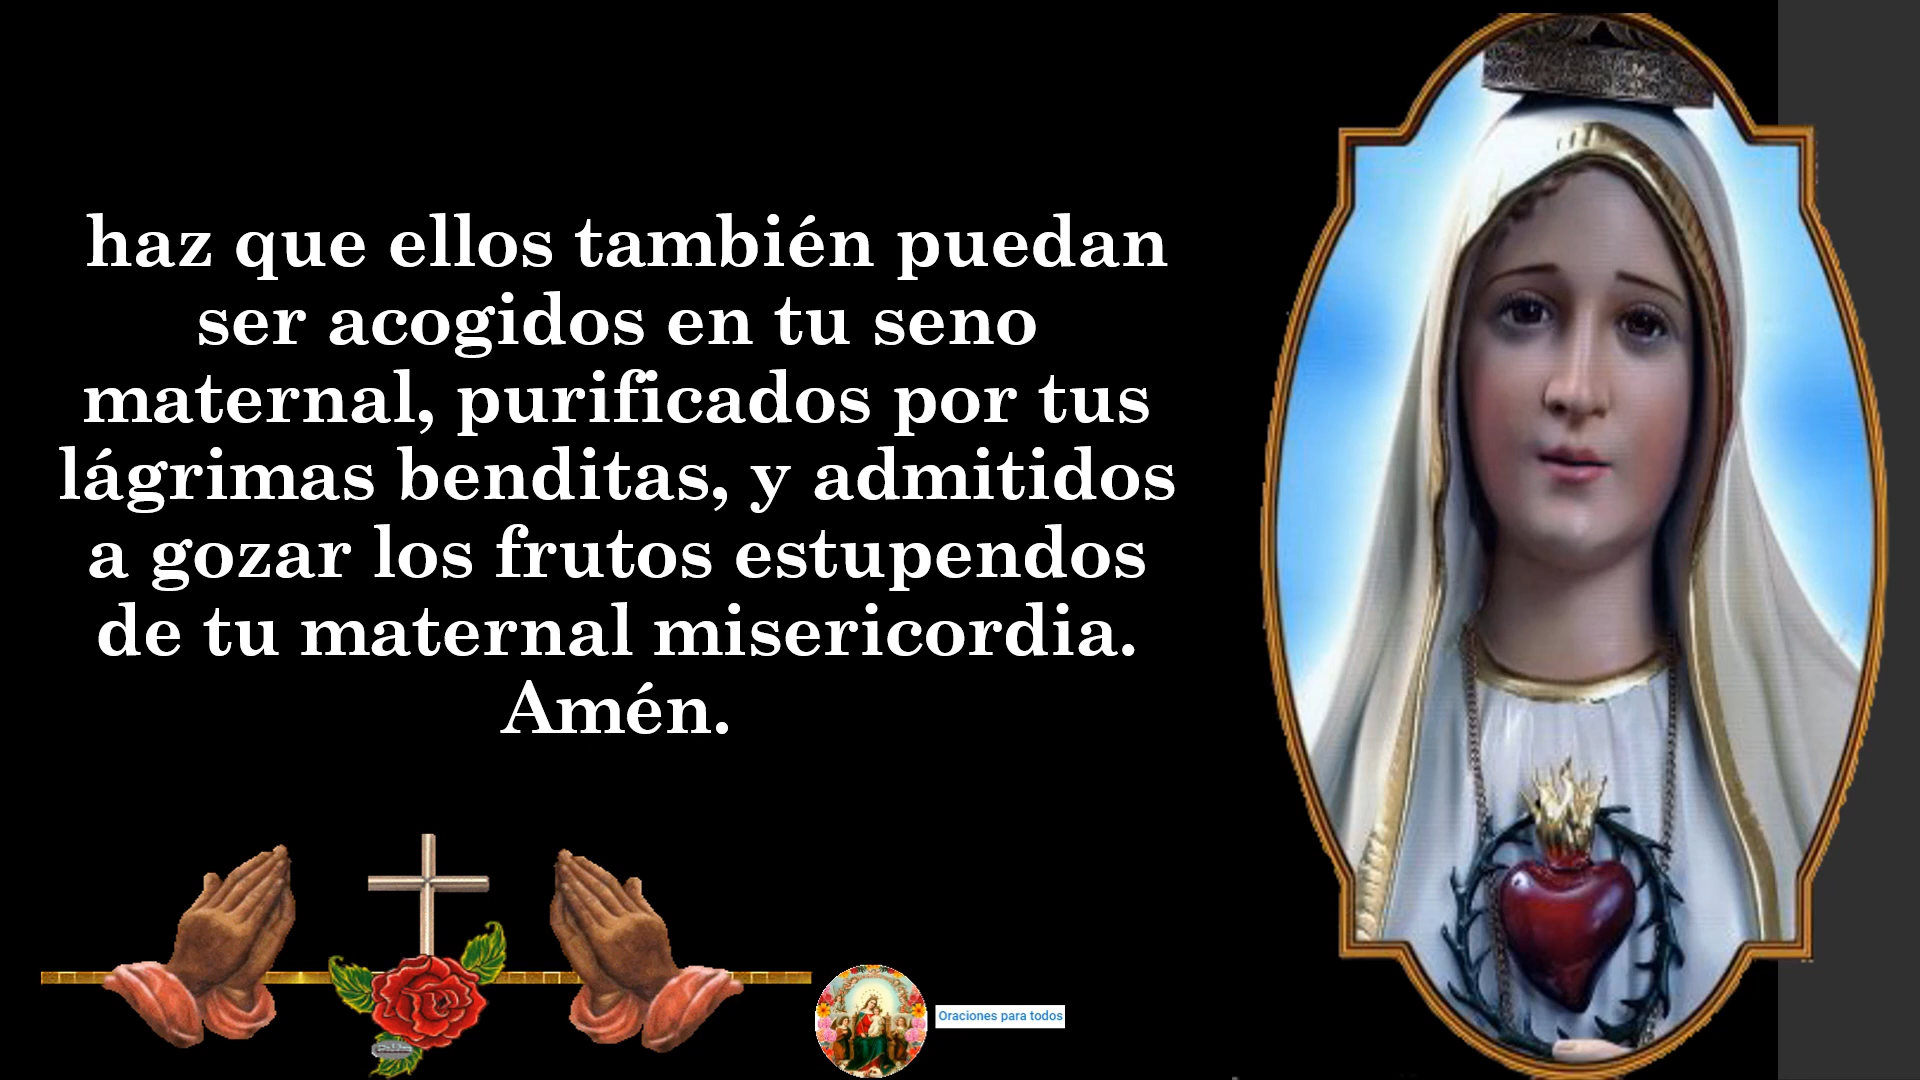 haz que ellos también puedan
ser acogidos en tu seno
maternal, purificados por tus
lágrimas benditas, y admitidos
a gozar los frutos estupendos
de tu maternal misericordia.
Amén.
Oraciones para todos